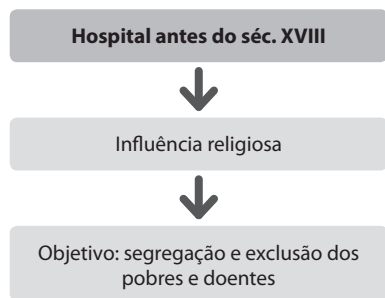 Hospital antes do séc. XVIII
Influência religiosa
Objetivo: segregação e exclusão dos
pobres e doentes